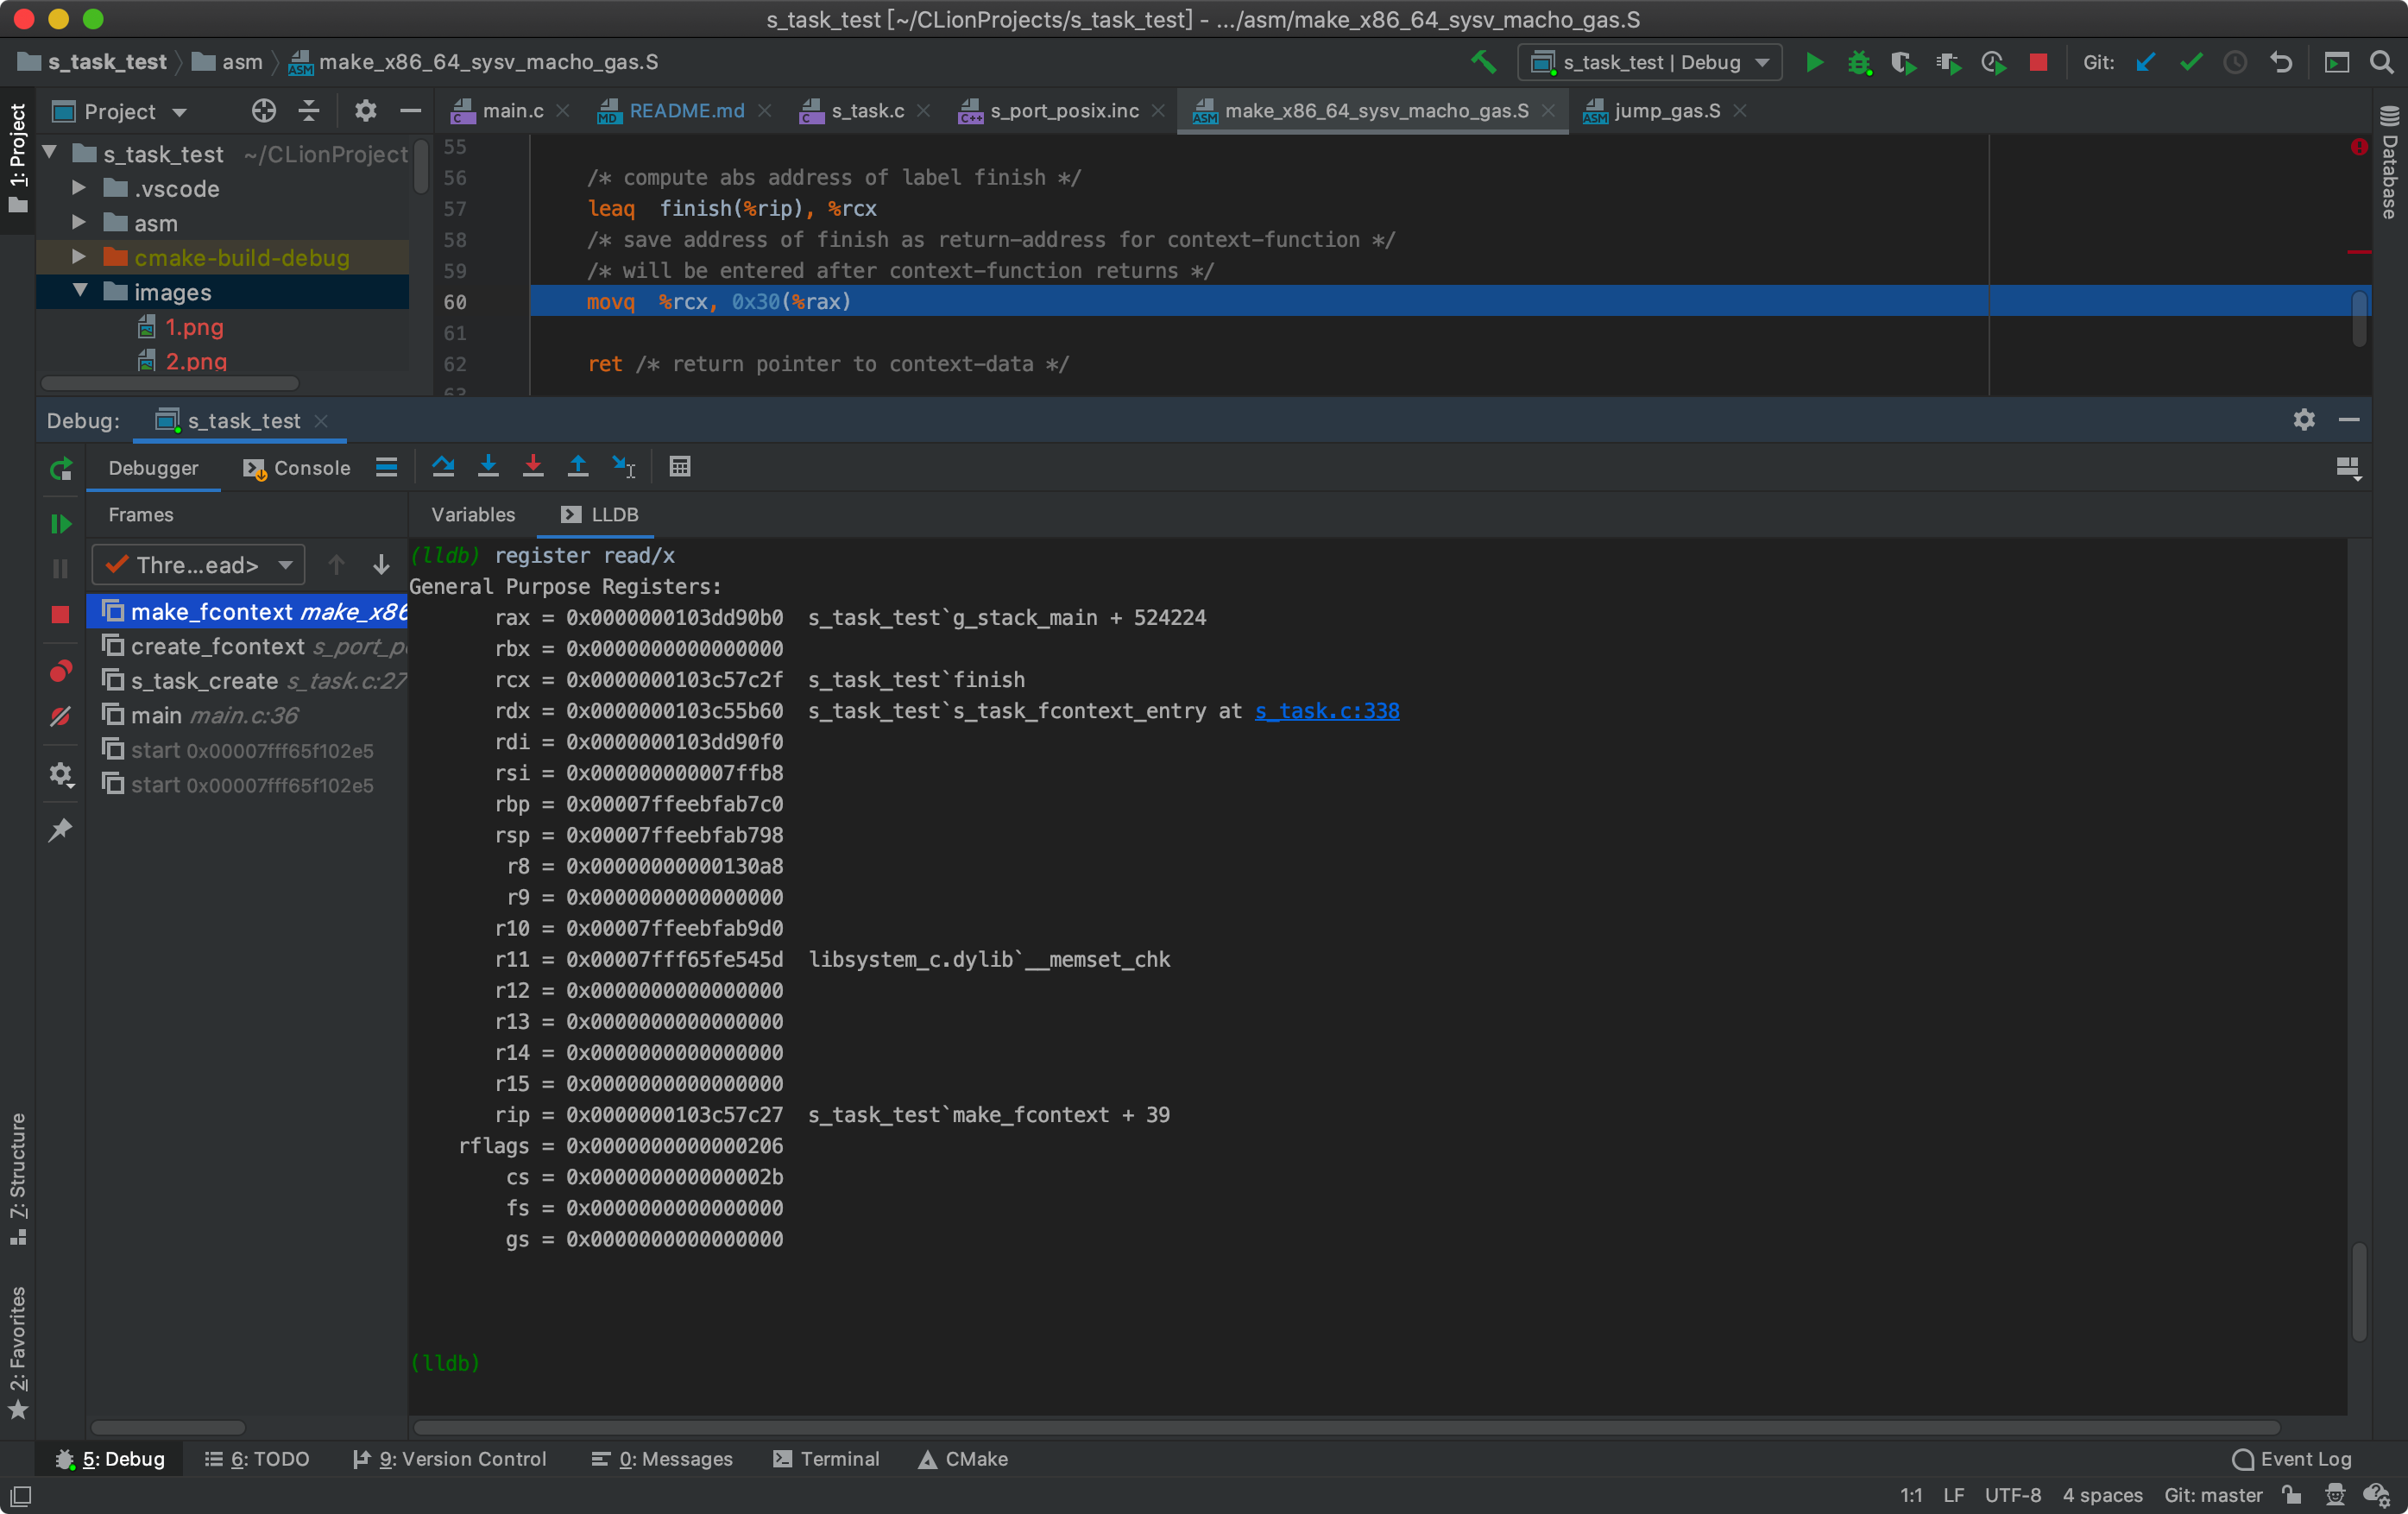 s_task_test [~/CLionProjects/s_task_test] - .../asm/make_x86_64_sysv_macho_gas.S
s_task_test asm make_x86_64_sysv_macho_gas.S s_task_test | Debug Git:
1: Project
Project
main.c README.md s_task.c s_port_posix.inc make_x86_64_sysv_macho_gas.S jump_gas.S
Database
s_task_test ~/CLionProject
.vscode
asm
cmake-build-debug
images
1.png
2.png
55
56 /* compute abs address of label finish */
57 leaq finish(%rip), %rcx
58 /* save address of finish as return-address for context-function */
59 /* will be entered after context-function returns */
60 movq %rcx, 0x30(%rax)
61
62 ret /* return pointer to context-data */
63
Debug: s_task_test
Debugger Console
Frames
Variables LLDB
Thre...ead>
make_fcontext make_x86
create_fcontext s_port_p
s_task_create s_task.c:27
main main.c:36
start 0x00007fff65f102e5
start 0x00007fff65f102e5
(lldb) register read/x
General Purpose Registers:
rax = 0x0000000103dd90b0 s_task_test`g_stack_main + 524224
rbx = 0x0000000000000000
rcx = 0x0000000103c57c2f s_task_test`finish
rdx = 0x0000000103c55b60 s_task_test`s_task_fcontext_entry at s_task.c:338
rdi = 0x0000000103dd90f0
rsi = 0x000000000007ffb8
rbp = 0x00007ffeebfab7c0
rsp = 0x00007ffeebfab798
r8 = 0x00000000000130a8
r9 = 0x0000000000000000
r10 = 0x00007ffeebfab9d0
r11 = 0x00007fff65fe545d libsystem_c.dylib`__memset_chk
r12 = 0x0000000000000000
r13 = 0x0000000000000000
r14 = 0x0000000000000000
r15 = 0x0000000000000000
rip = 0x0000000103c57c27 s_task_test`make_fcontext + 39
rflags = 0x0000000000000206
cs = 0x000000000000002b
fs = 0x0000000000000000
gs = 0x0000000000000000
(lldb)
7: Structure
2: Favorites
5: Debug 6: TODO 9: Version Control 0: Messages Terminal CMake Event Log
1:1 LF UTF-8 4 spaces Git: master